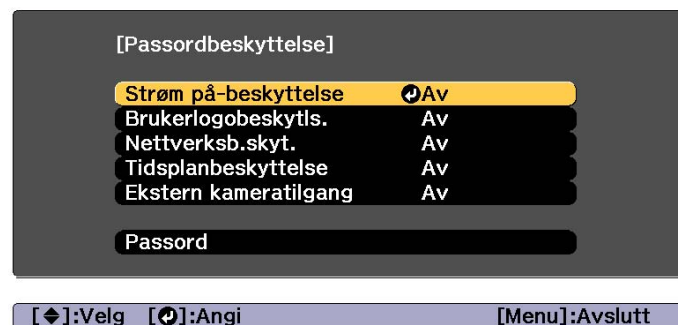 [Passordbeskyttelse]
Strøm på-beskyttelse Av
Brukerlogobeskytls. Av
Nettverksb.skyt. Av
Tidsplanbeskyttelse Av
Ekstern kameratilgang Av
Passord
[]:Velg []:Angi [Menu]:Avslutt